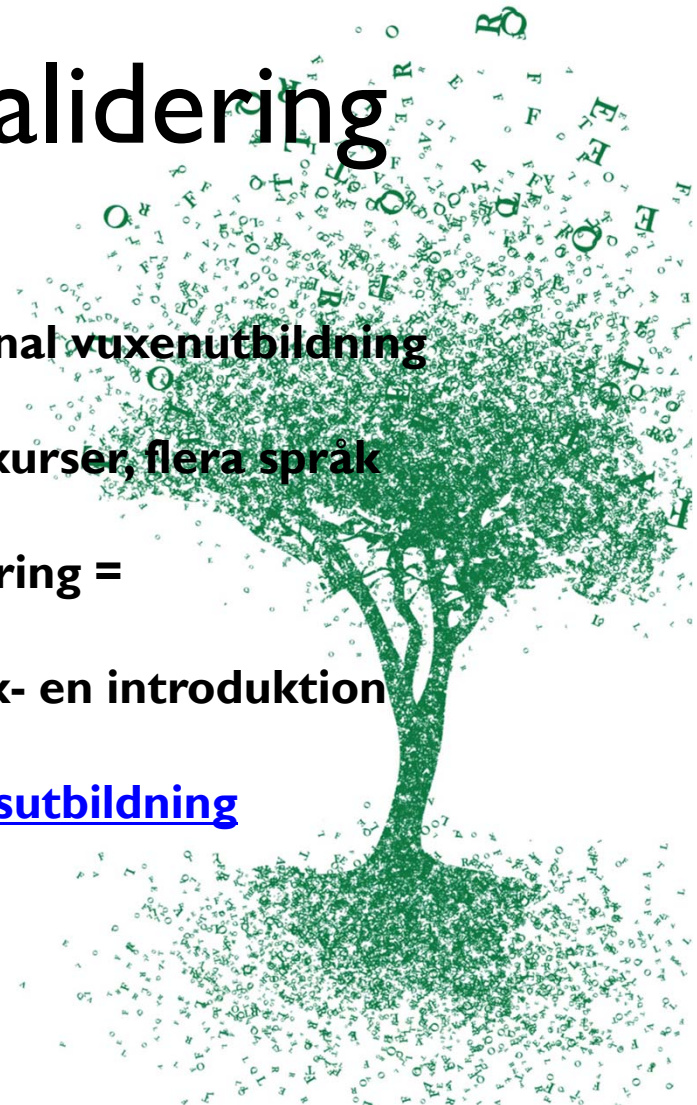 alidering
nal vuxenutbildning
kurser, flera språk
ring =
x- en introduktion
sutbildning